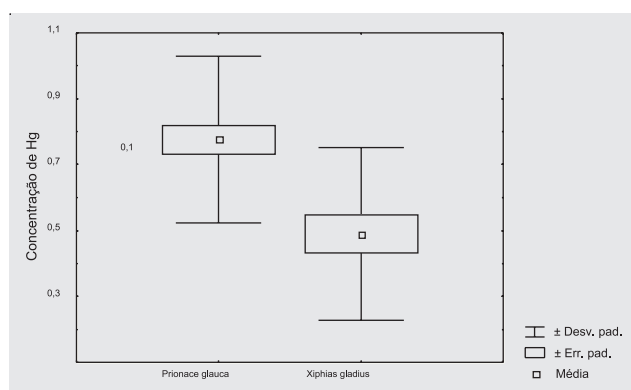 1,1
0,9
0,1
0,7
0,5
0,3
Concentração de Hg
Prionace glauca
Xiphias gladius
± Desv. pad.
± Err. pad.
Média